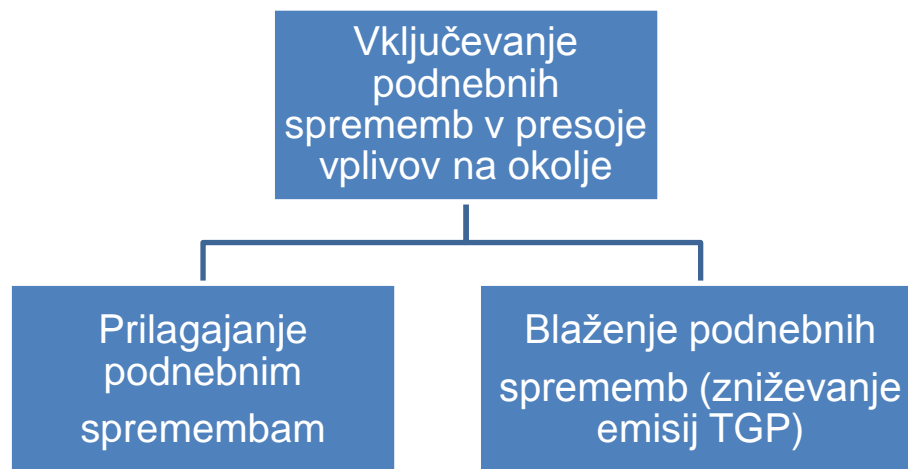 Vključevanje
podnebnih
sprememb v presoje
vplivov na okolje
Prilagajanje
podnebnim
spremembam
Blaženje podnebnih
sprememb (zniževanje
emisij TGP)